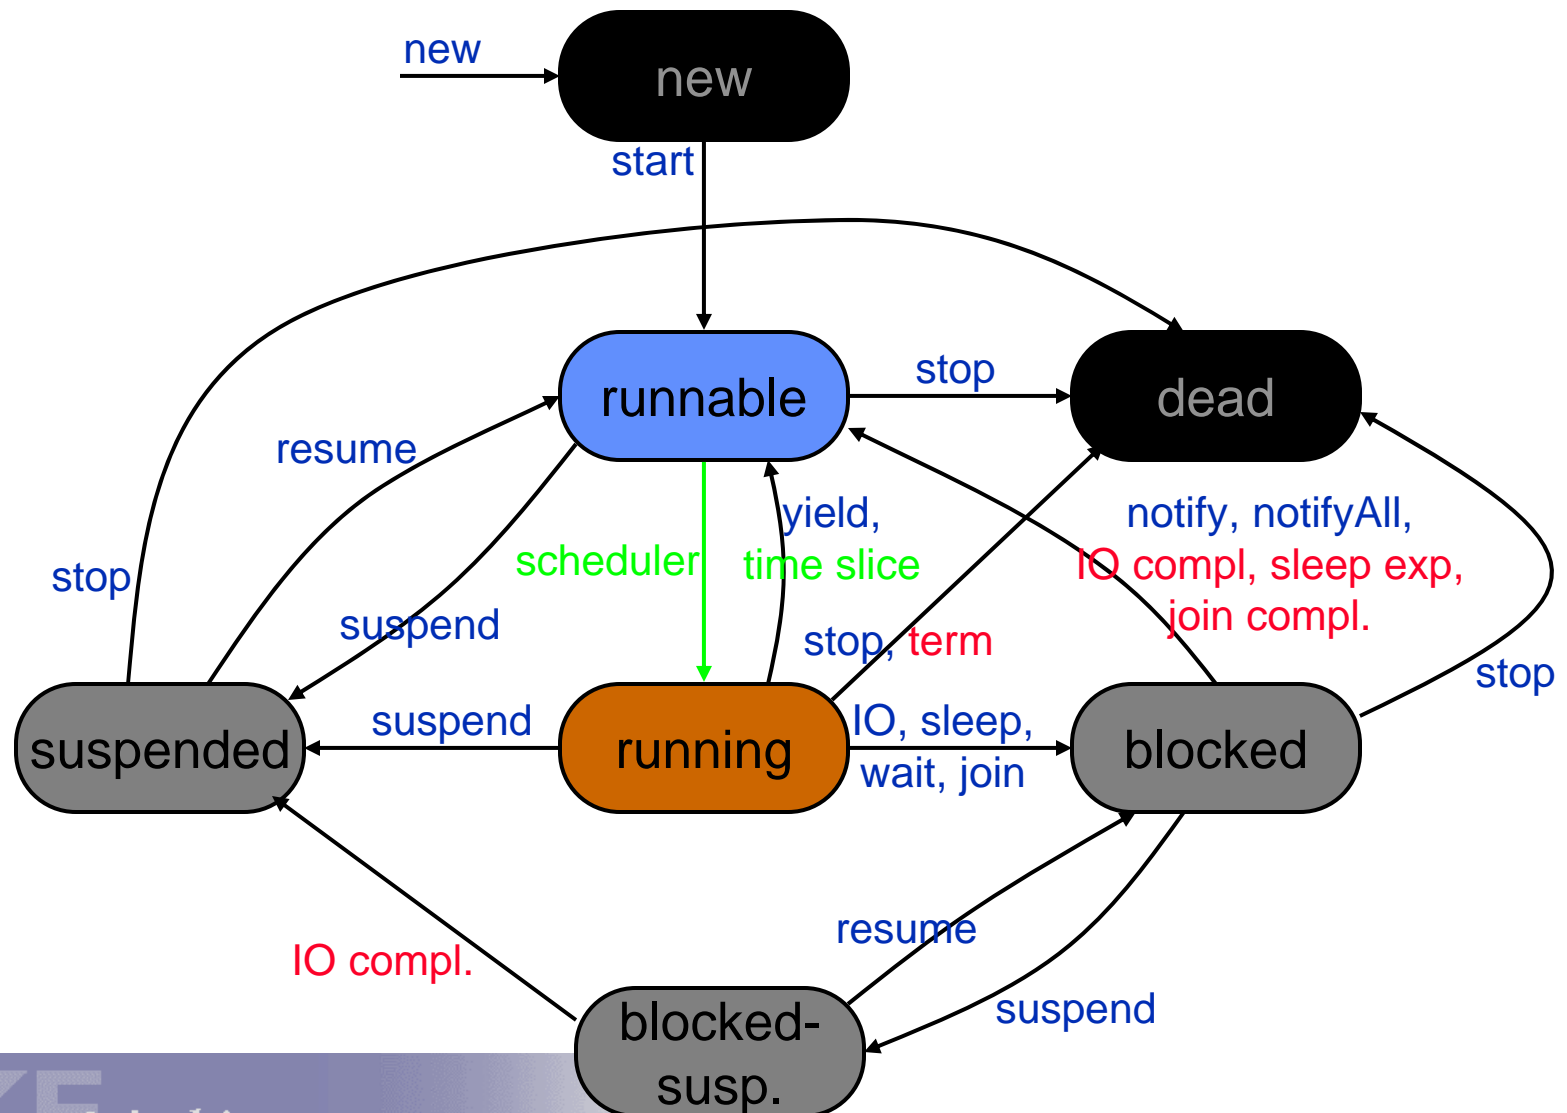 new
new
start
runnable
stop
dead
resume
yield,
notify, notifyAll,
scheduler
time slice
IO compl, sleep exp,
stop
join compl.
suspend
stop, term
stop
suspended
suspend
running
IO, sleep,
wait, join
blocked
resume
IO compl.
suspend
blocked-
susp.